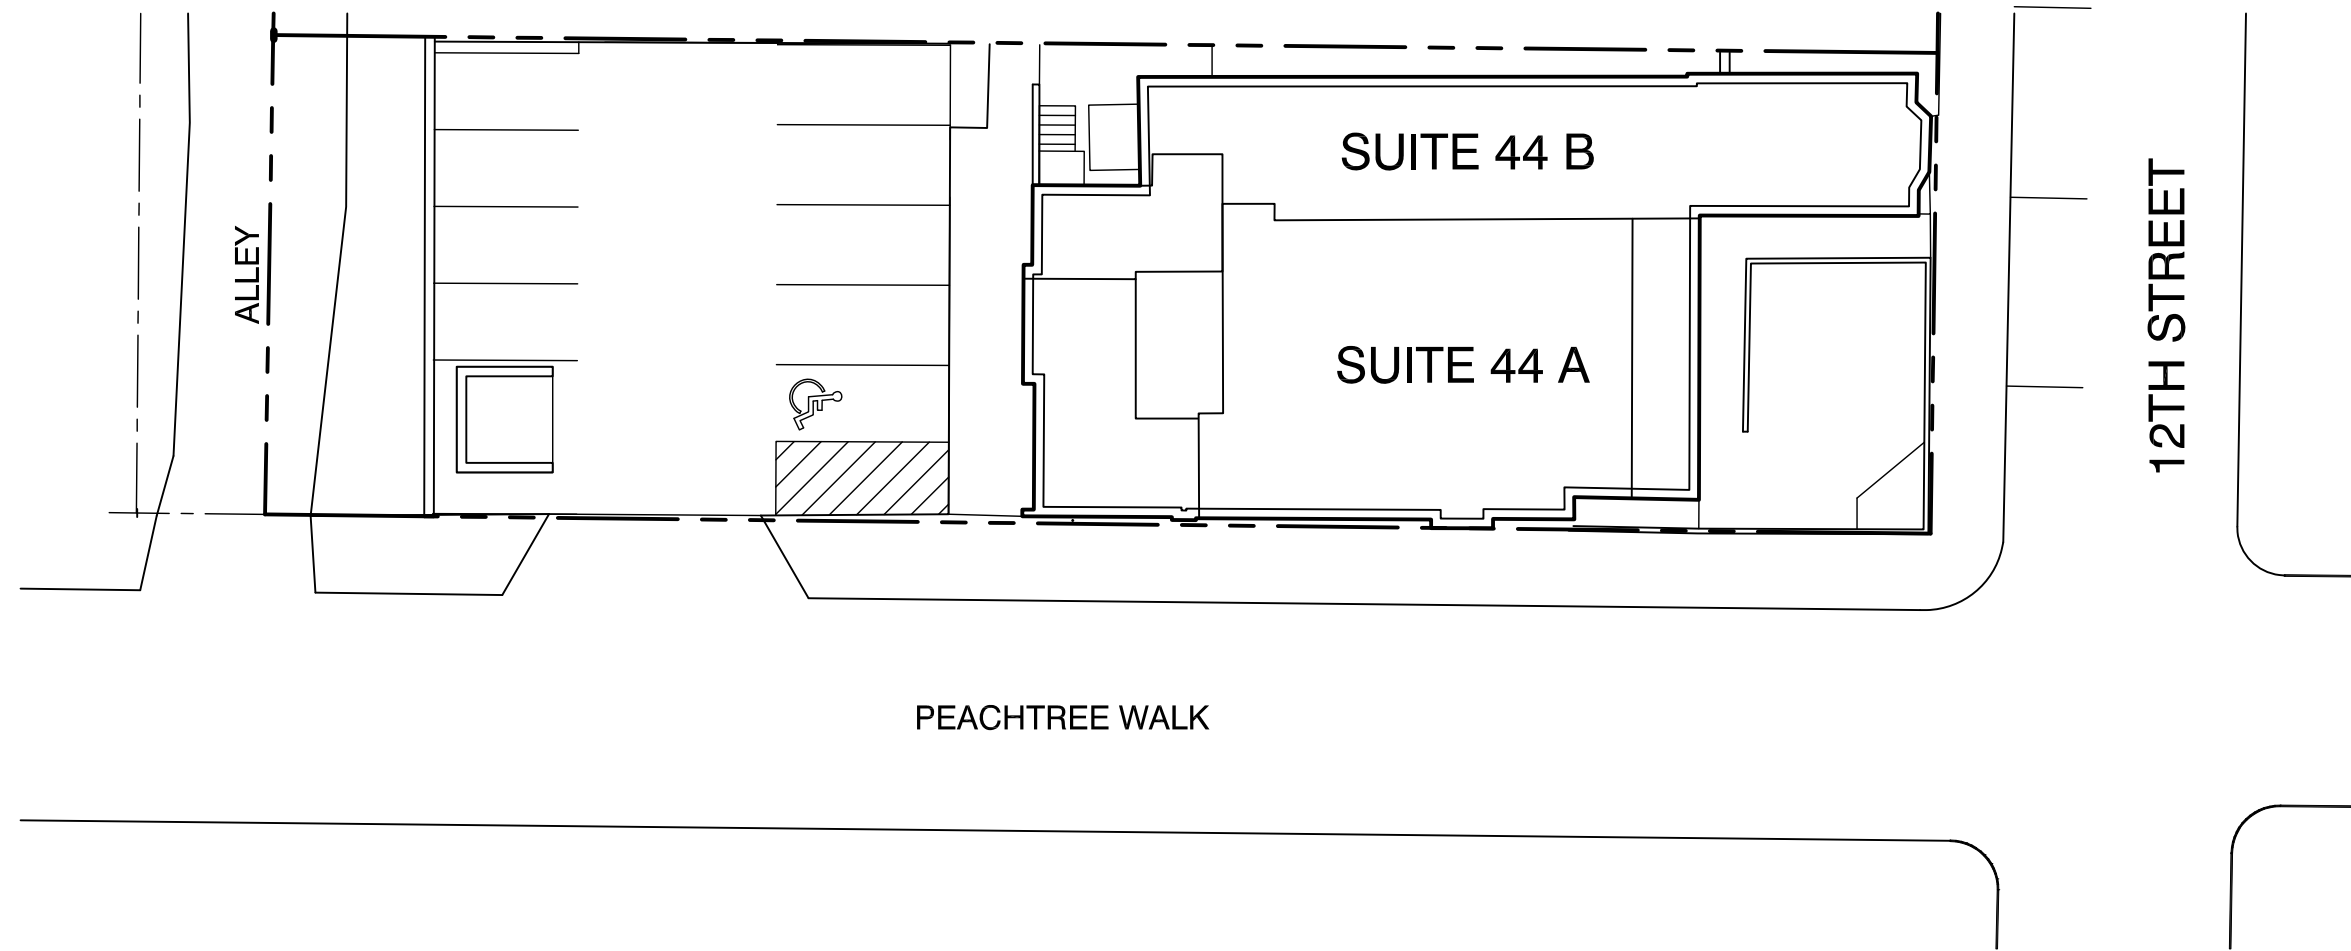 SUITE 44 B
ALLEY
12TH STREET
SUITE 44 A
PEACHTREE WALK